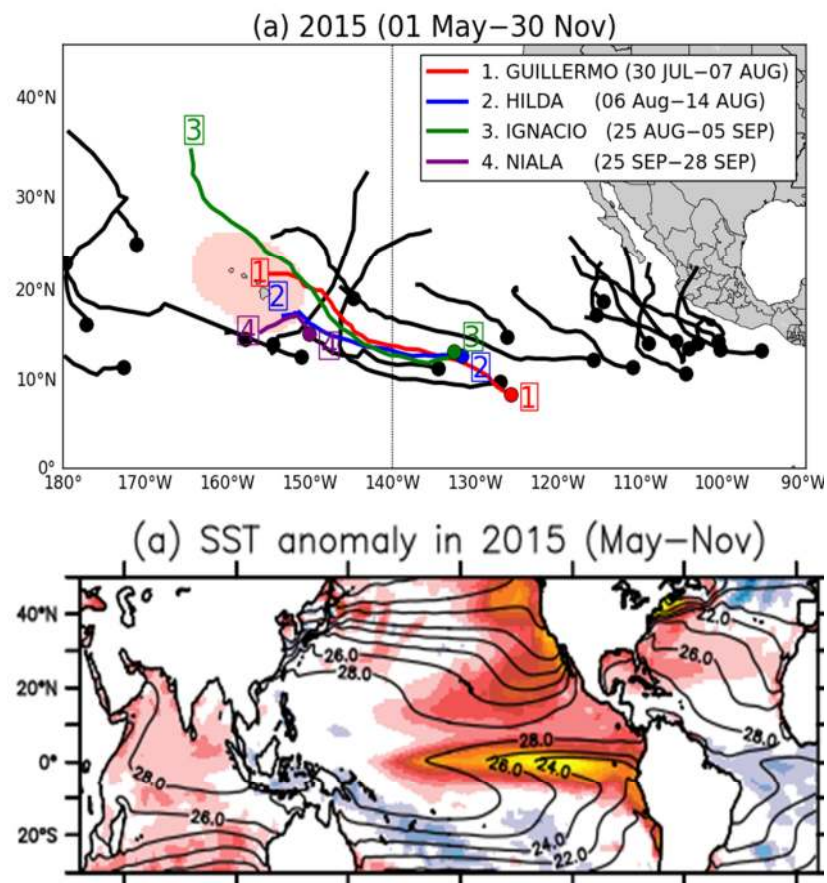 (a) 2015 (01 May−30 Nov)
1. GUILLERMO (30 JUL−07 AUG)
2. HILDA (06 Aug−14 AUG)
3. IGNACIO (25 AUG−05 SEP)
4. NIALA (25 SEP−28 SEP)
40°N
30°N
20°N
10°N
0°
3
1
2
4
4
3
2
1
180° 170°W 160°W 150°W 140°W 130°W 120°W 110°W 100°W 90°W
(a) SST anomaly in 2015 (May−Nov)
40°N
20°N
0°
20°S
26.0
28.0
22.0
26.0
28.0
28.0
28.0
26.0
24.0
26.0
24.0
22.0